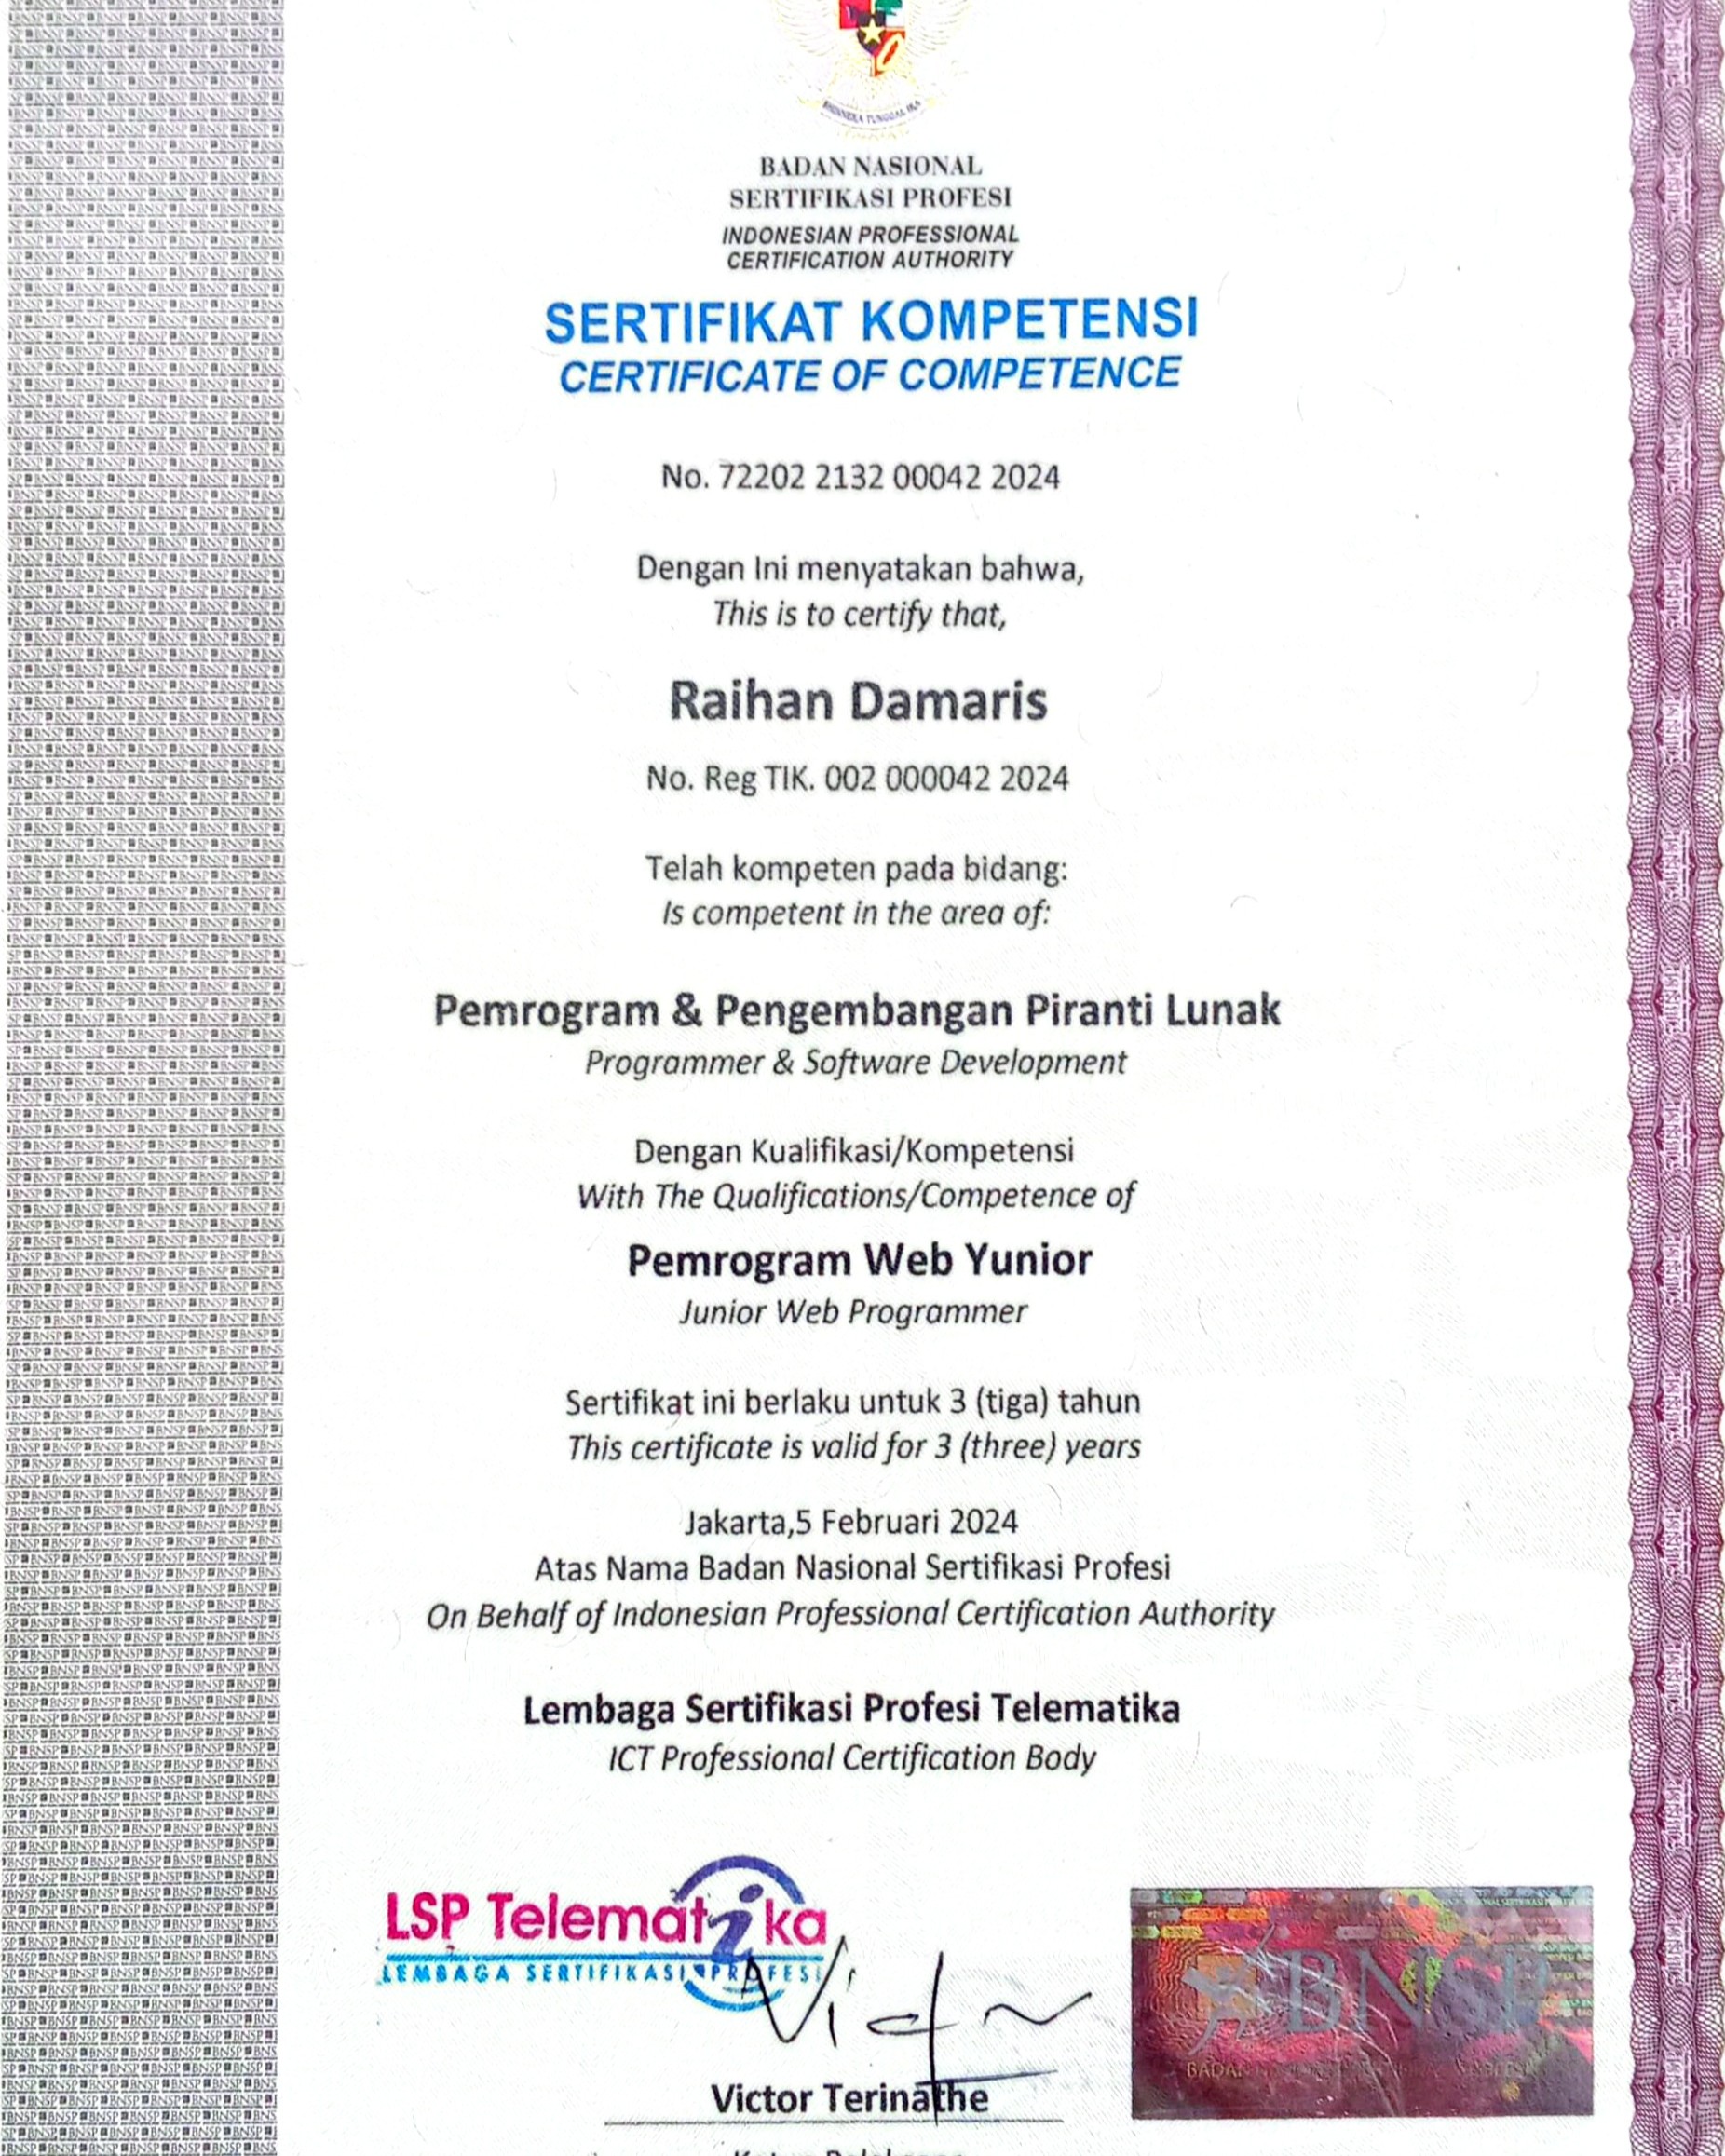 BHINNEKA TUNGGAL IKA
BADAN NASIONAL
SERTIFIKASI PROFESI
INDONESIAN PROFESSIONAL
CERTIFICATION AUTHORITY
SERTIFIKAT KOMPETENSI
CERTIFICATE OF COMPETENCE
No. 72202 2132 00042 2024
Dengan Ini menyatakan bahwa,
This is to certify that,
Raihan Damaris
No. Reg TIK. 002 000042 2024
Telah kompeten pada bidang:
Is competent in the area of:
Pemrogram & Pengembangan Piranti Lunak
Programmer & Software Development
Dengan Kualifikasi/Kompetensi
With The Qualifications/Competence of
Pemrogram Web Yunior
Junior Web Programmer
Sertifikat ini berlaku untuk 3 (tiga) tahun
This certificate is valid for 3 (three) years
Jakarta,5 Februari 2024
Atas Nama Badan Nasional Sertifikasi Profesi
On Behalf of Indonesian Professional Certification Authority
Lembaga Sertifikasi Profesi Telematika
ICT Professional Certification Body
LSP Telematika
LEMBAGA SERTIFIKASI PROFESI
BNSP
BADAN
Victor Terinathe